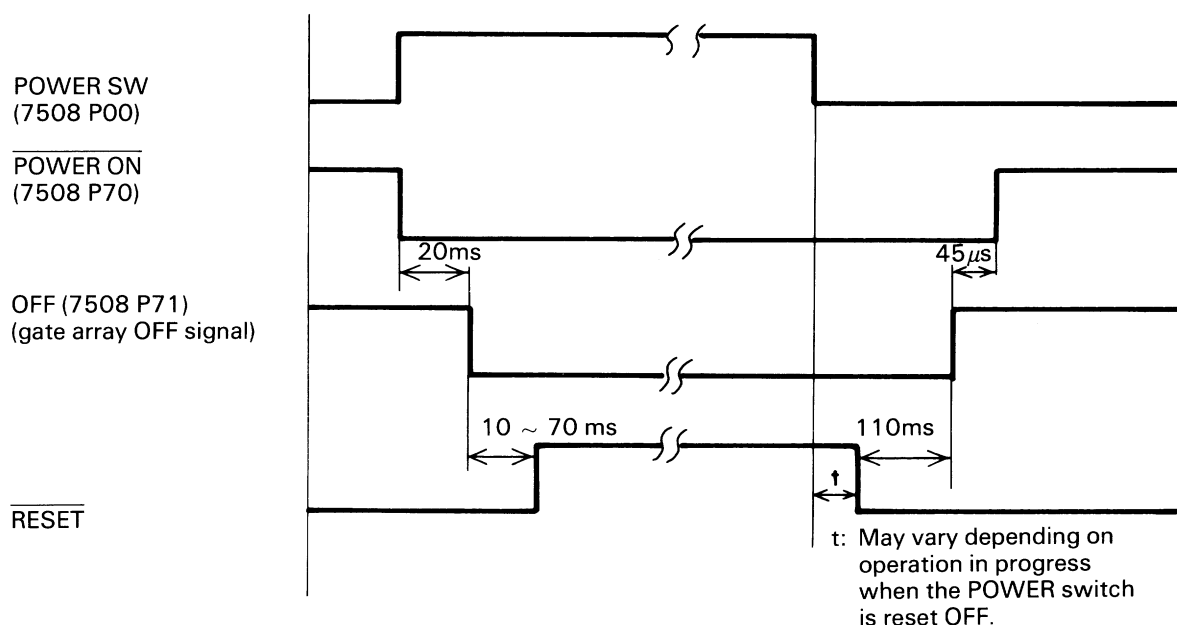 POWER SW
(7508 P00)
POWER ON
(7508 P70)
20ms
45μs
OFF (7508 P71)
(gate array OFF signal)
10 ~ 70 ms
110ms
t
RESET
t: May vary depending on
operation in progress
when the POWER switch
is reset OFF.